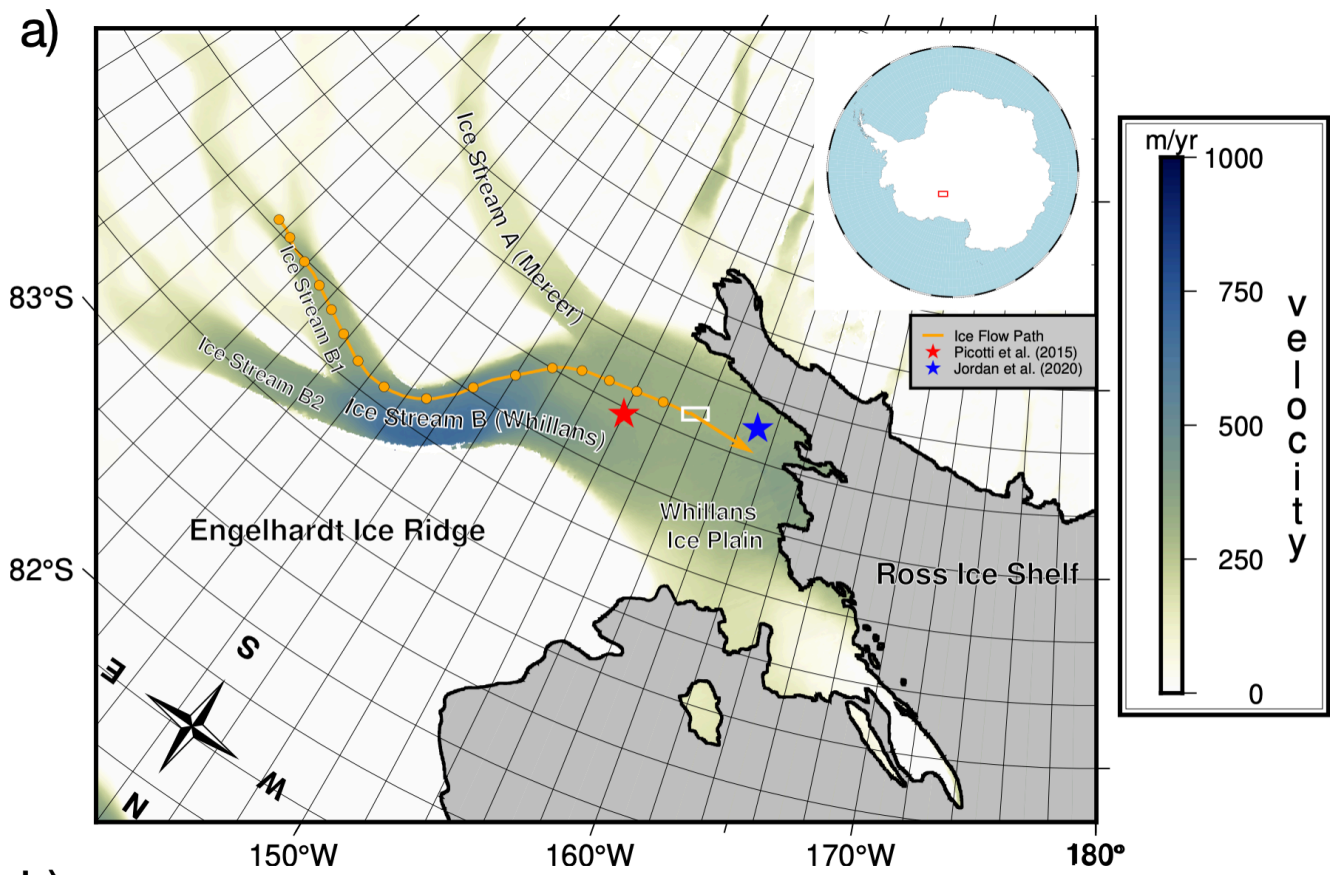 a)
Ice Stream A (Mercer)
Ice Stream B1
Ice Stream B2
Ice Stream B (Whillans)
Engelhardt Ice Ridge
Whillans
Ice Plain
Ross Ice Shelf
Ice Flow Path
Picotti et al. (2015)
Jordan et al. (2020)
83°S
82°S
S
E
W
N
150°W
160°W
170°W
180°
m/yr
1000
750
500
250
0
velocity